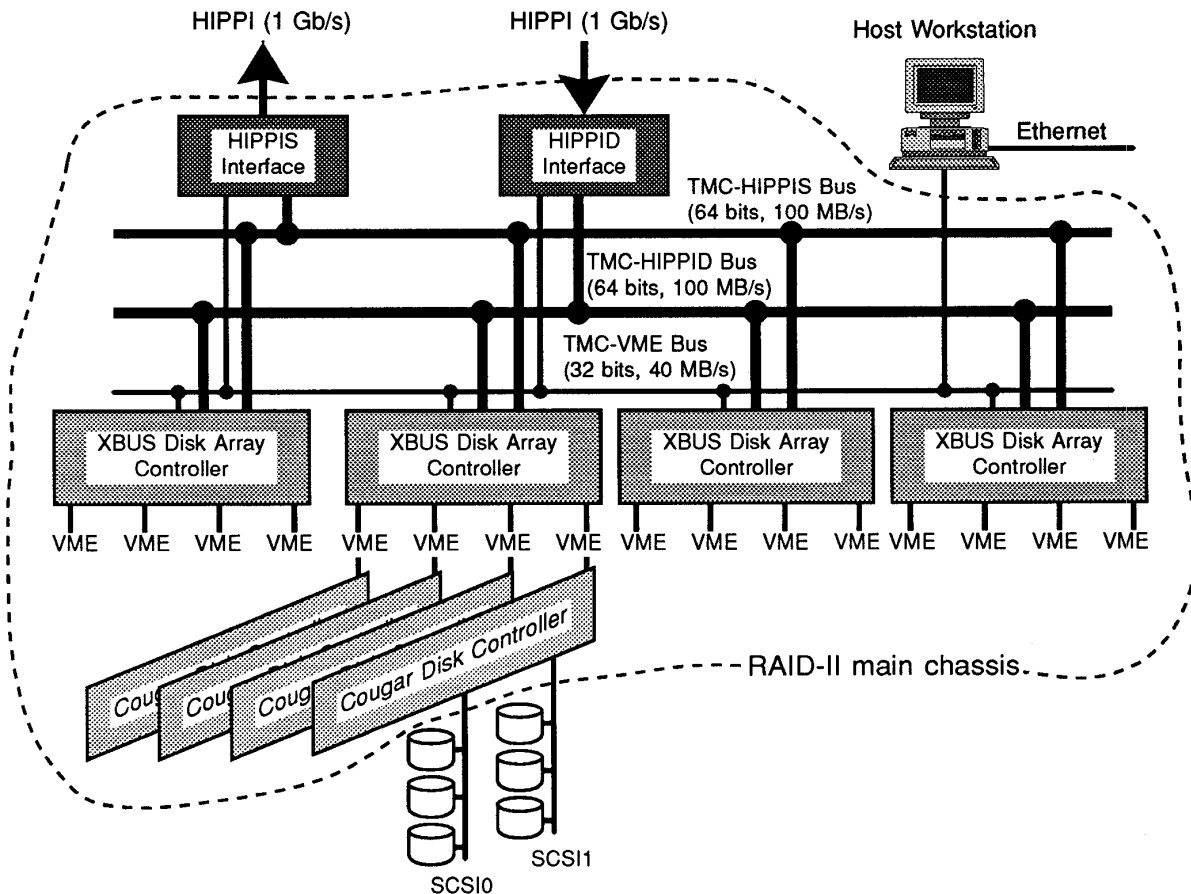 HIPPI (1 Gb/s)
HIPPI (1 Gb/s)
Host Workstation
HIPPIS
Interface
HIPPID
Interface
Ethernet
TMC-HIPPIS Bus
(64 bits, 100 MB/s)
TMC-HIPPID Bus
(64 bits, 100 MB/s)
TMC-VME Bus
(32 bits, 40 MB/s)
XBUS Disk Array
Controller
XBUS Disk Array
Controller
XBUS Disk Array
Controller
XBUS Disk Array
Controller
VME VME VME VME VME VME VME VME VME VME VME VME VME VME VME VME
Cougar Disk Controller
RAID-II main chassis
SCSI1
SCSI0